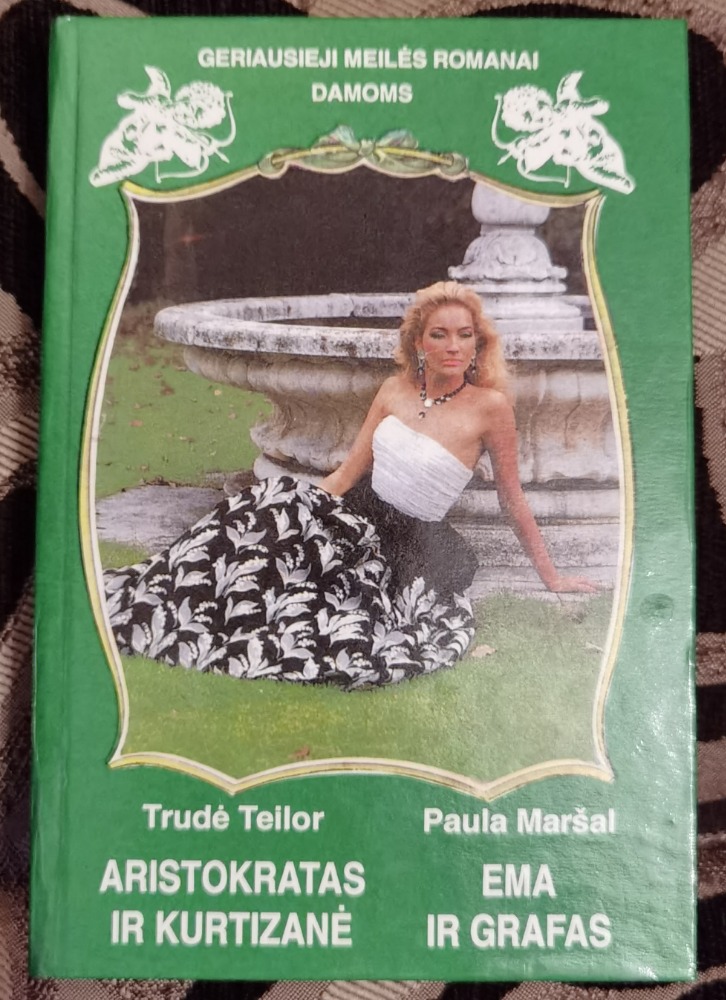 GERIAUSIEJI MEILĖS ROMANAI
DAMOMS
Trudė Teilor
ARISTOKRATAS
IR KURTIZANĖ
Paula Maršal
EMA
IR GRAFAS